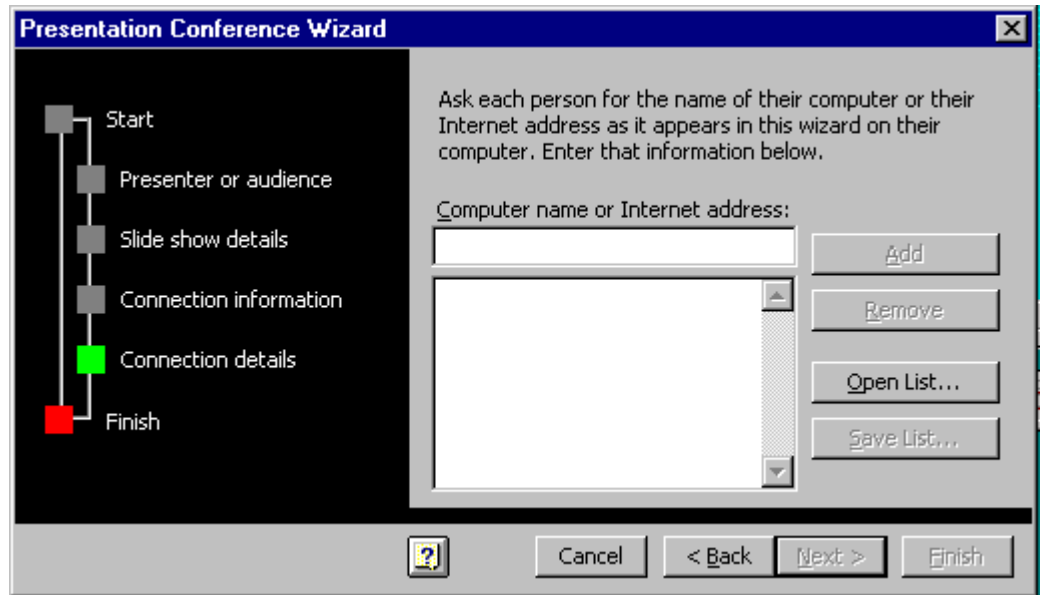 Presentation Conference Wizard
Start
Presenter or audience
Slide show details
Connection information
Connection details
Finish
Ask each person for the name of their computer or their
Internet address as it appears in this wizard on their
computer. Enter that information below.
Computer name or Internet address:
Add
Remove
Open List...
Save List...
?
Cancel
< Back
Next >
Finish